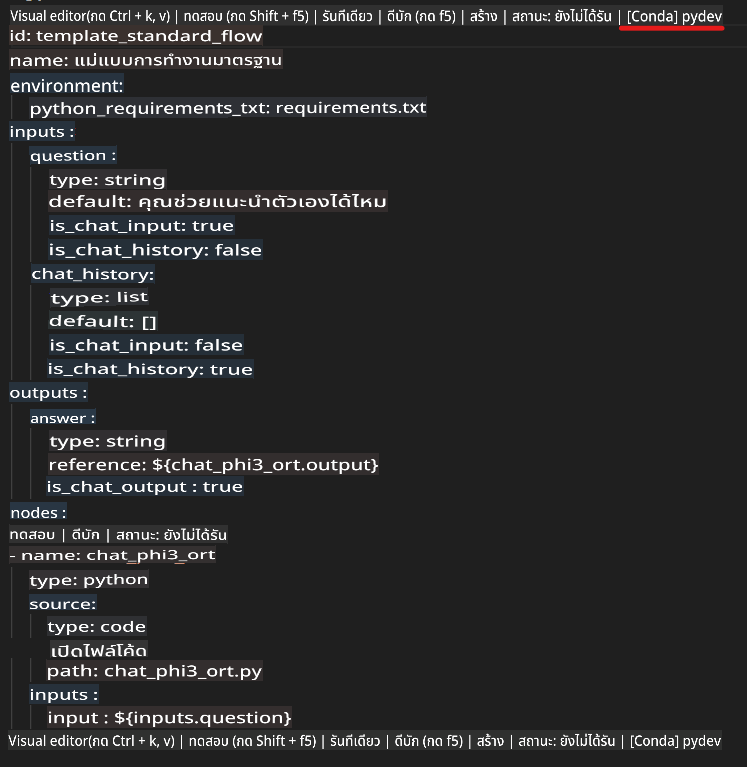 Visual editor(กด Ctrl + k, v) | ทดสอบ (กด Shift + f5) | รันทีเดียว | ดีบัก (กด f5) | สร้าง | สถานะ: ยังไม่ได้รัน | [Conda] pydev
id: template_standard_flow
name: แม่แบบการทำงานมาตรฐาน
environment:
python_requirements_txt: requirements.txt
inputs :
question :
type: string
default: คุณช่วยแนะนำตัวเองได้ไหม
is_chat_input: true
is_chat_history: false
chat_history:
type: list
default: []
is_chat_input: false
is_chat_history: true
outputs :
answer :
type: string
reference: ${chat_phi3_ort.output}
is_chat_output : true
nodes :
ทดสอบ | ดีบัก | สถานะ: ยังไม่ได้รัน
- name: chat_phi3_ort
type: python
source:
type: code
เปิดไฟล์โค้ด
path: chat_phi3_ort.py
inputs :
input : ${inputs.question}
Visual editor(กด Ctrl + k, v) | ทดสอบ (กด Shift + f5) | รันทีเดียว | ดีบัก (กด f5) | สร้าง | สถานะ: ยังไม่ได้รัน | [Conda] pydev